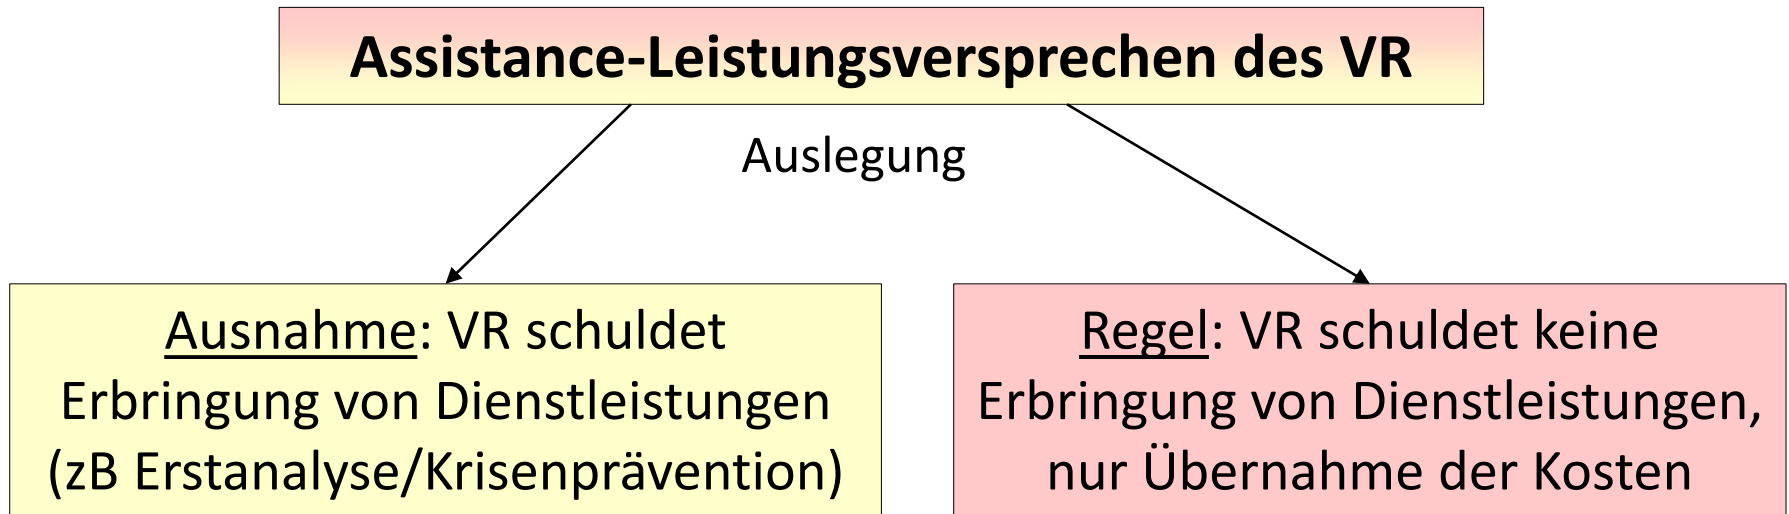 Assistance-Leistungsversprechen des VR
Auslegung
Ausnahme: VR schuldet
Erbringung von Dienstleistungen
(zB Erstanalyse/Krisenprävention)
Regel: VR schuldet keine
Erbringung von Dienstleistungen,
nur Übernahme der Kosten